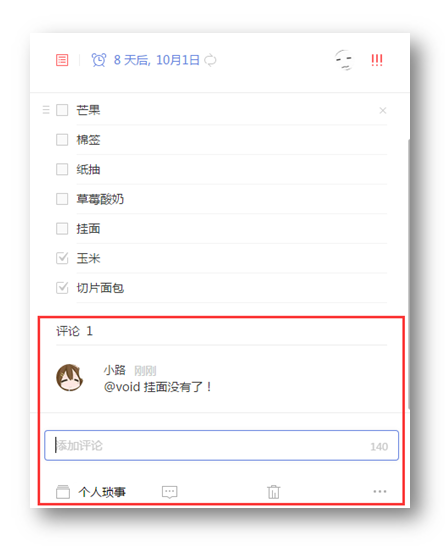 8 天后, 10月1日 !!!
芒果
棉签
纸抽
草莓酸奶
挂面
玉米
切片面包
评论 1
小路 刚刚
@void 挂面没有了！
添加评论 140
个人琐事